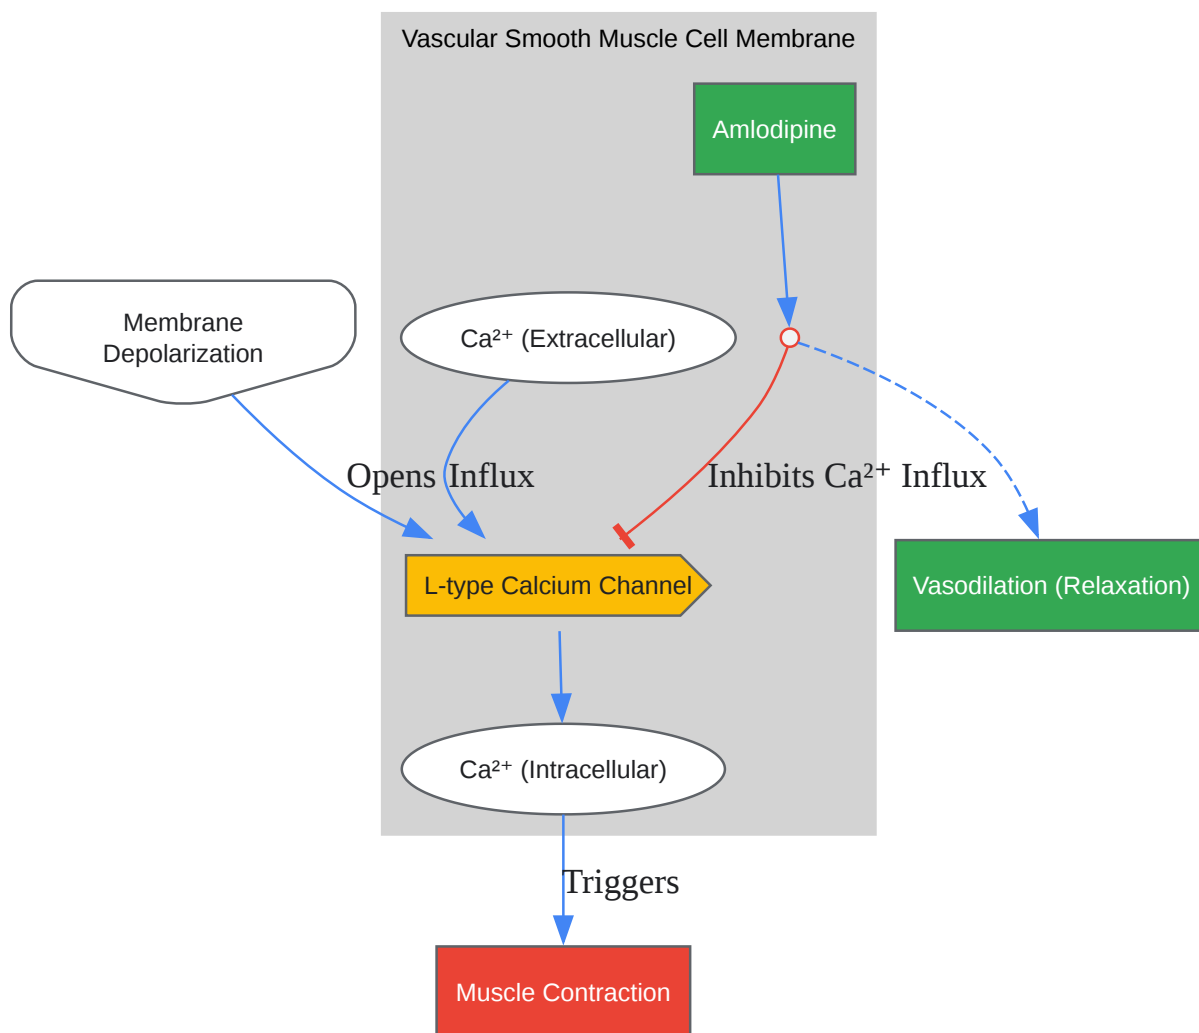 Vascular Smooth Muscle Cell Membrane
Amlodipine
Membrane
Depolarization
Ca²⁺ (Extracellular)
Opens
Influx
Inhibits Ca²⁺ Influx
L-type Calcium Channel
Vasodilation (Relaxation)
Ca²⁺ (Intracellular)
Triggers
Muscle Contraction